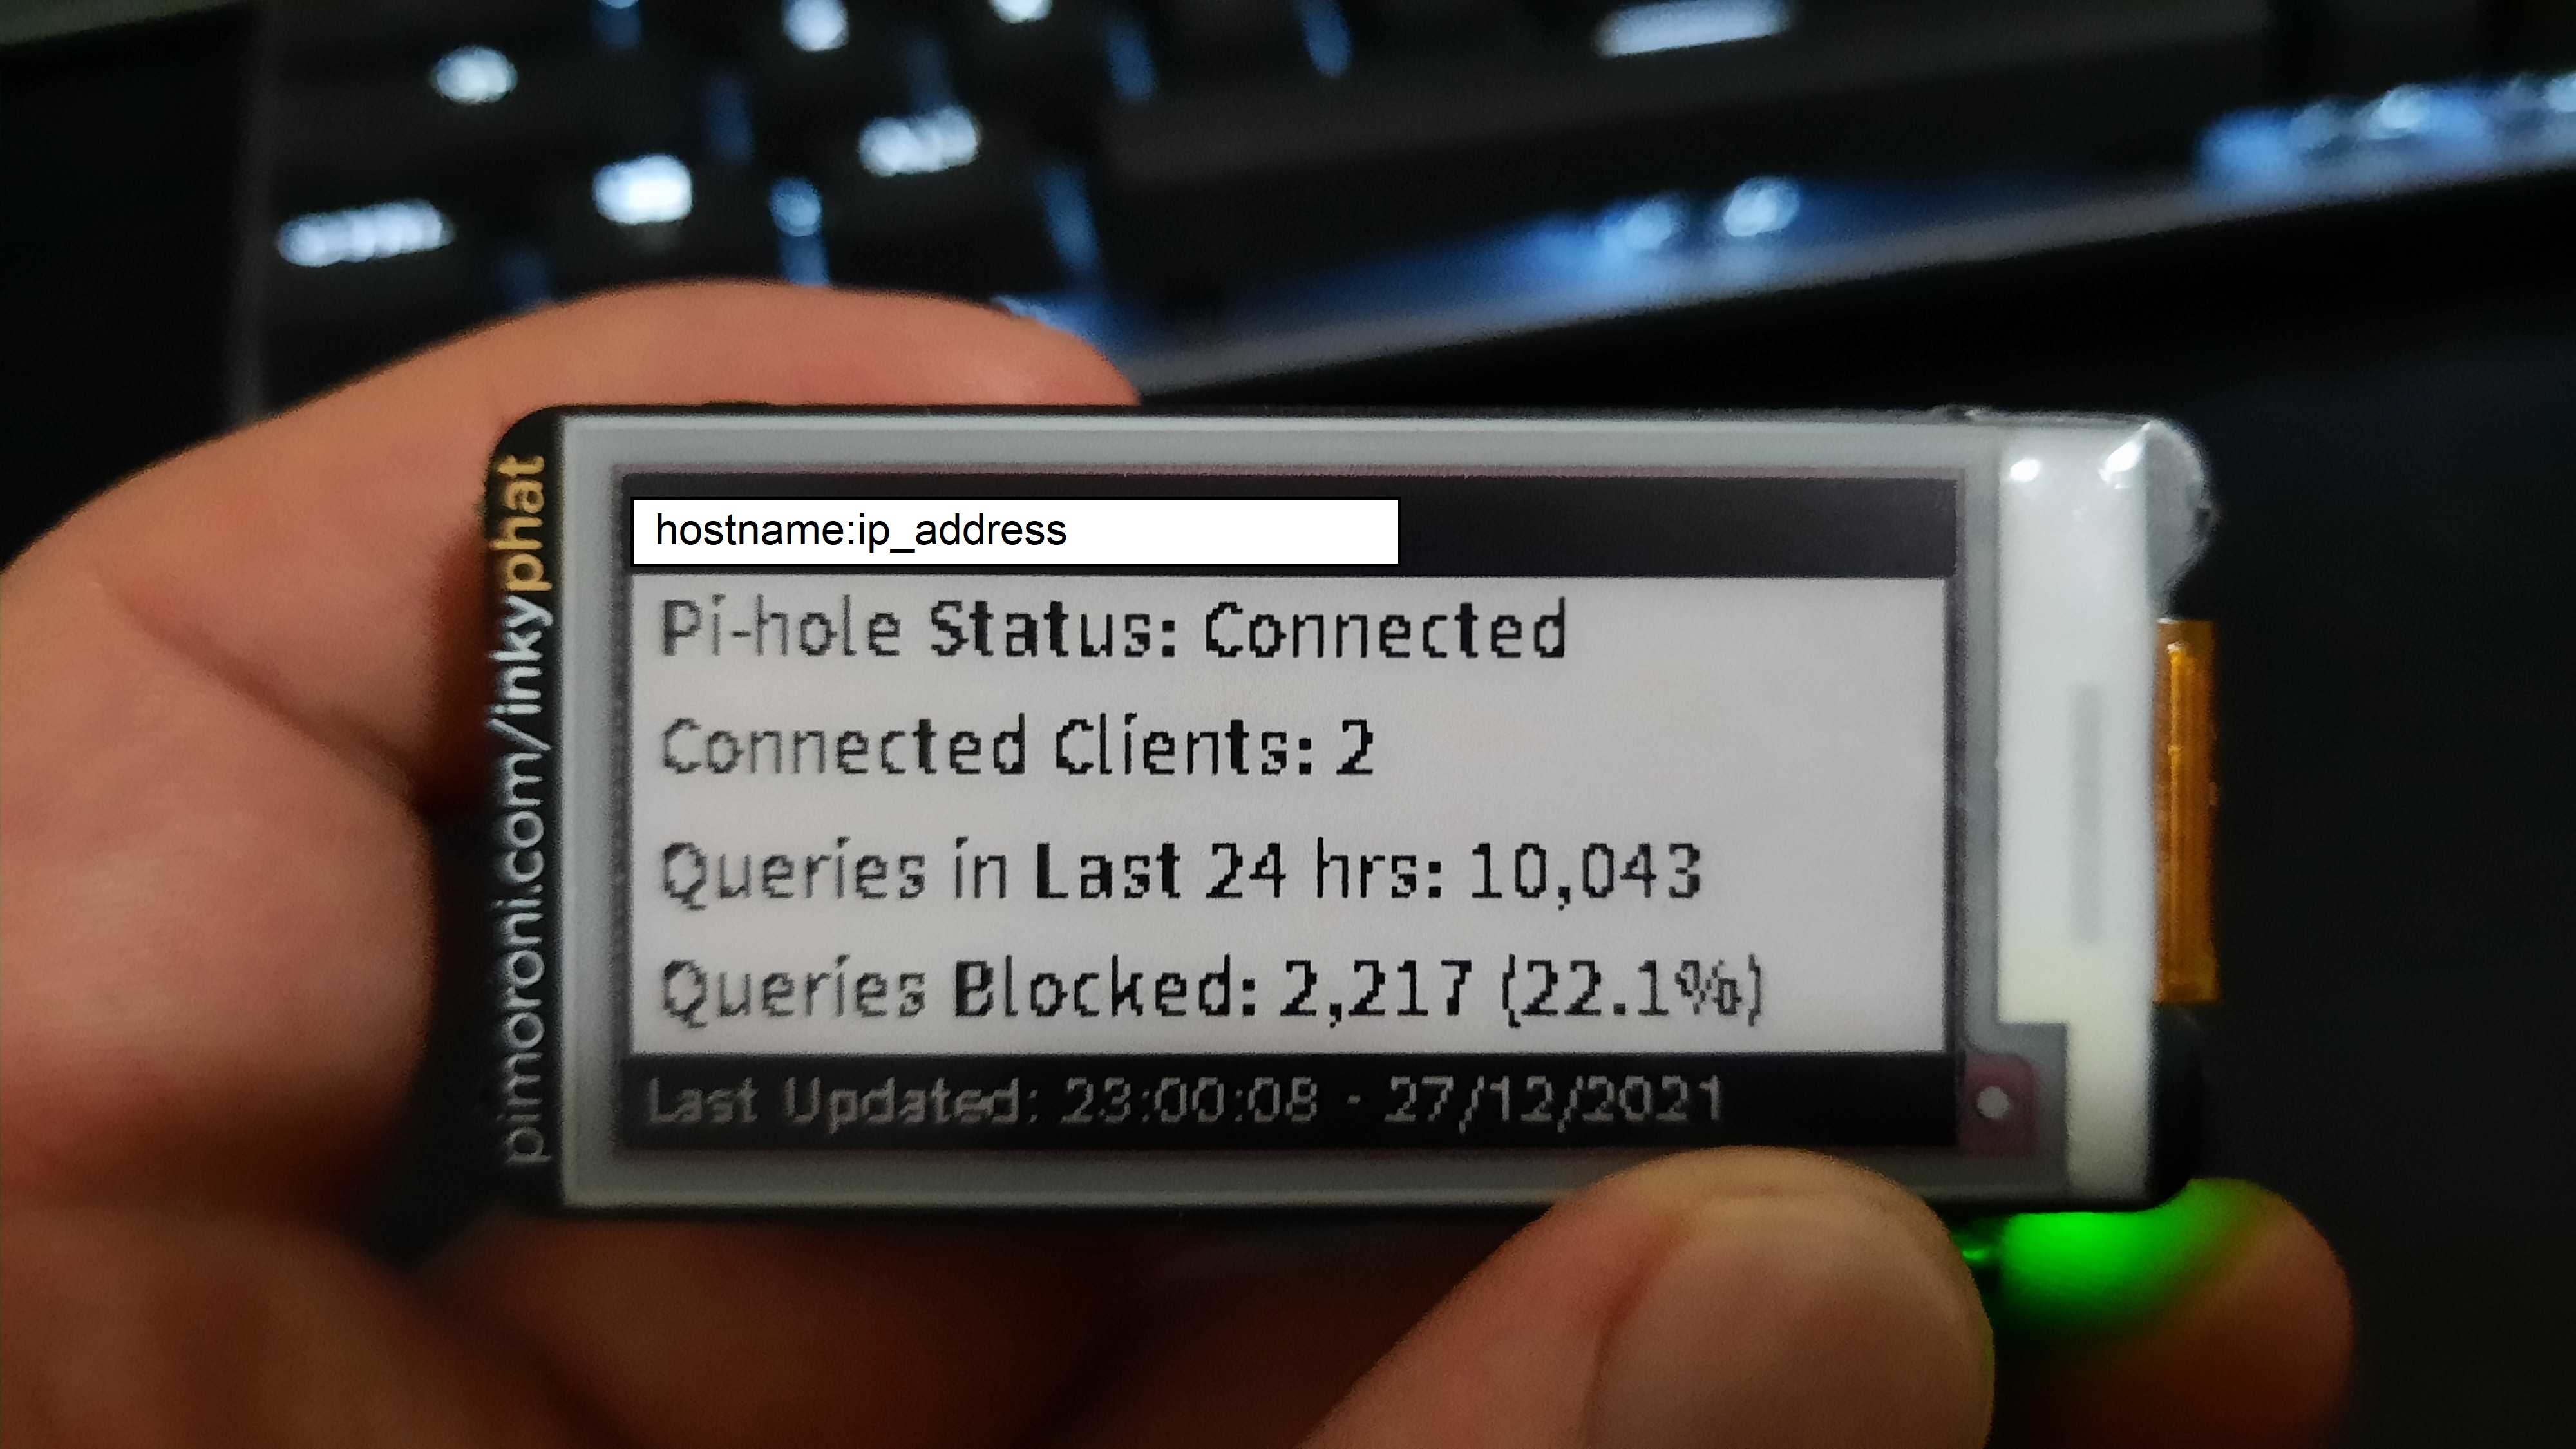 hostname:ip_address
Pi-hole Status: Connected
Connected Clients: 2
Queries in Last 24 hrs: 10,043
Queries Blocked: 2,217 (22.1%)
Last Updated: 23:00:08 - 27/12/2021
pimoroni.com/inkyphat